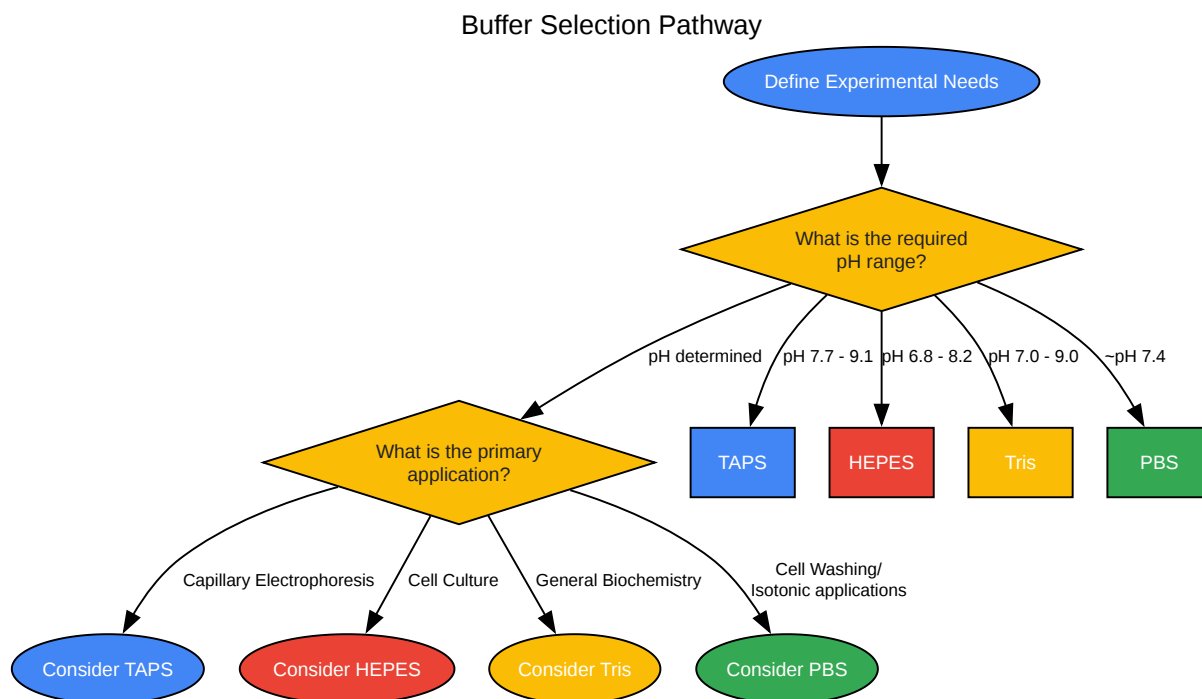 Buffer Selection Pathway
Define Experimental Needs
What is the required
pH range?
pH determined
pH 7.7 - 9.1
pH 6.8 - 8.2
pH 7.0 - 9.0
~pH 7.4
What is the primary
application?
TAPS
HEPES
Tris
PBS
Capillary Electrophoresis
Cell Culture
General Biochemistry
Cell Washing/
Isotonic applications
Consider TAPS
Consider HEPES
Consider Tris
Consider PBS